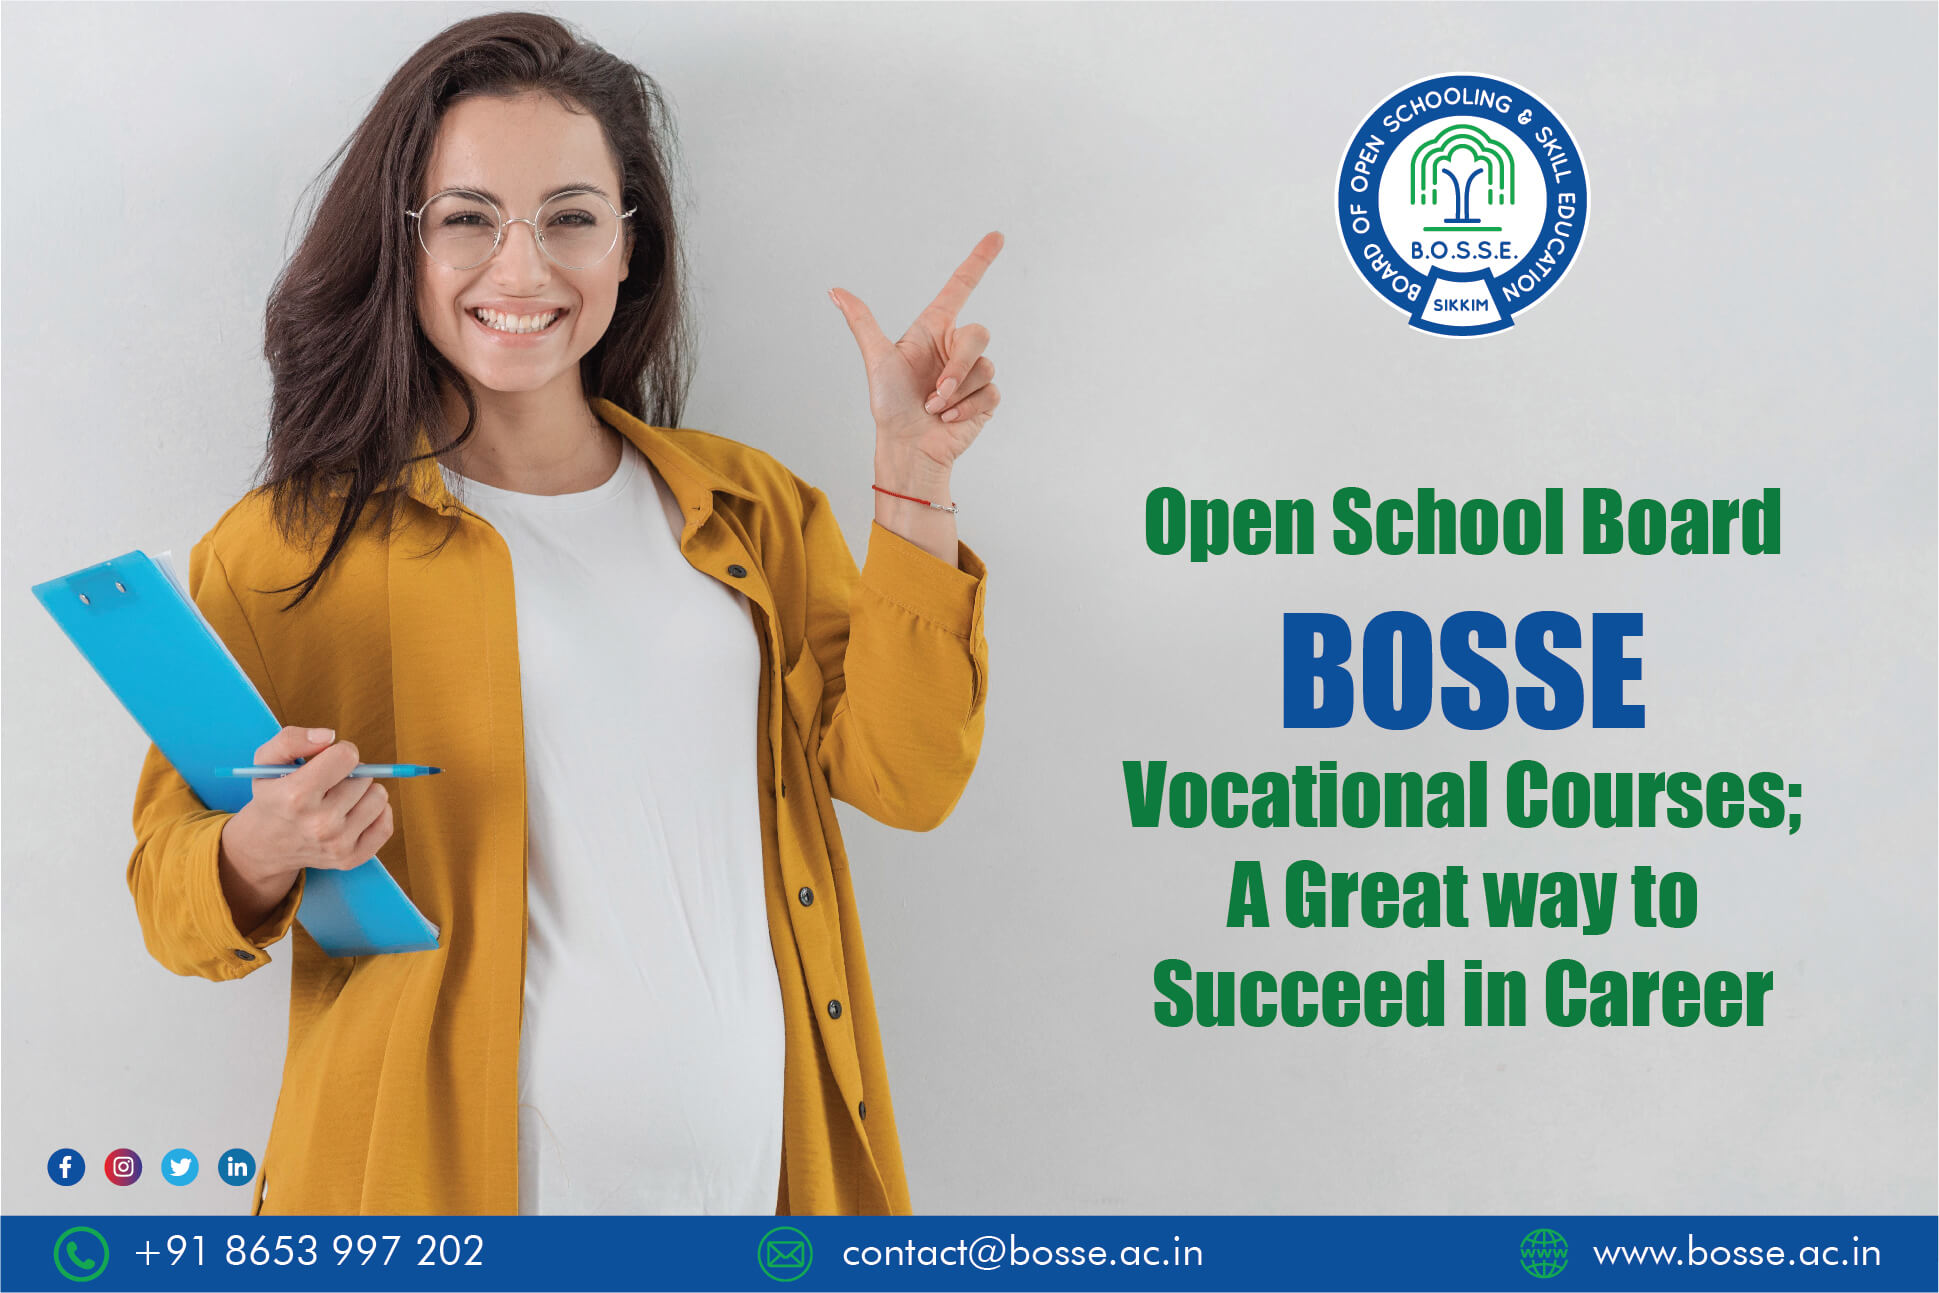 BOARD OF OPEN SCHOOLING & SKILL EDUCATION
B.O.S.S.E.
SIKKIM
Open School Board
BOSSE
Vocational Courses;
A Great way to
Succeed in Career
+91 8653 997 202
contact@bosse.ac.in
www
www.bosse.ac.in